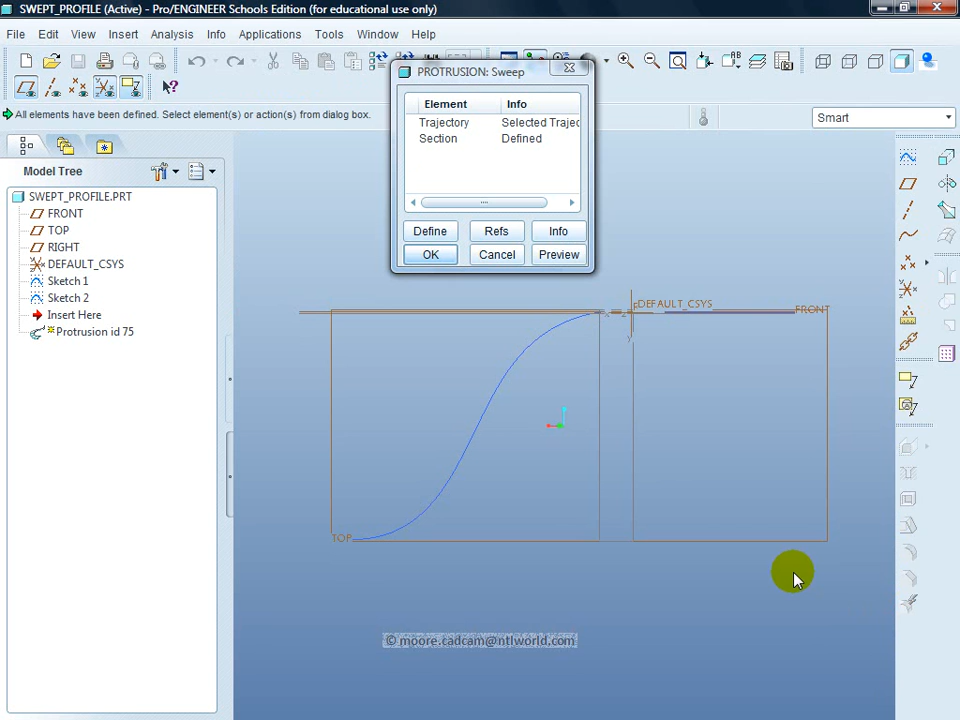 SWEPT_PROFILE (Active) - Pro/ENGINEER Schools Edition (for educational use only)
File Edit View Insert Analysis Info Applications Tools Window Help
All elements have been defined. Select element(s) or action(s) from dialog box.
Smart
Model Tree
SWEPT_PROFILE.PRT
FRONT
TOP
RIGHT
DEFAULT_CSYS
Sketch 1
Sketch 2
Insert Here
Protrusion id 75
PROTRUSION: Sweep
Element Info
Trajectory Selected Trajec
Section Defined
Define Refs Info
OK Cancel Preview
DEFAULT_CSYS
FRONT
y
TOP
© moore.cadcam@ntlworld.com